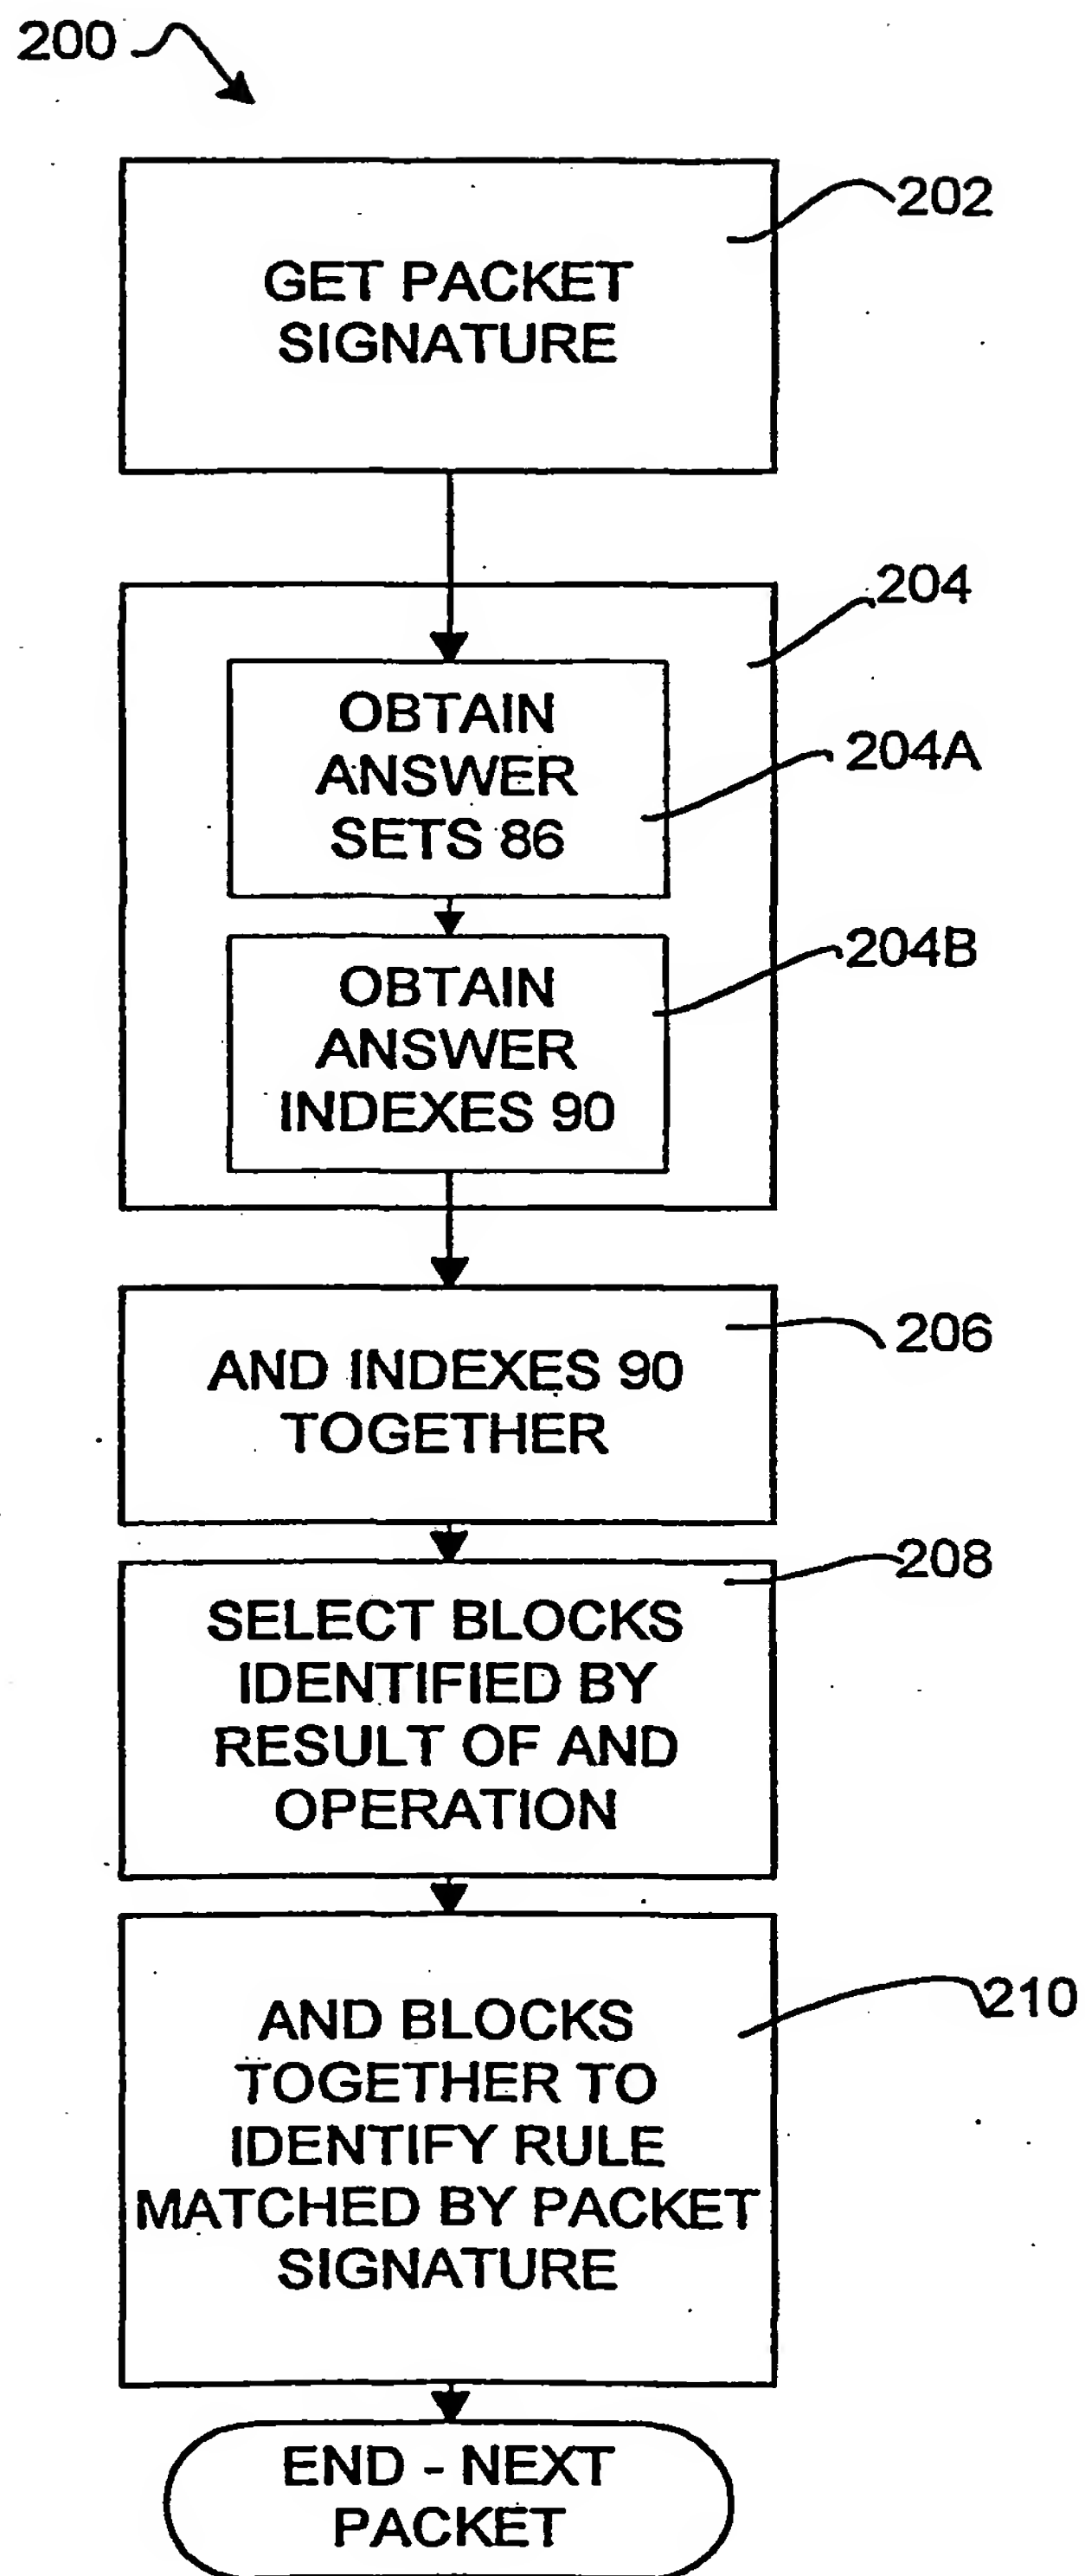 200
202
GET PACKET
SIGNATURE
204
OBTAIN
ANSWER
SETS 86
204A
OBTAIN
ANSWER
INDEXES 90
204B
AND INDEXES 90
TOGETHER
206
SELECT BLOCKS
IDENTIFIED BY
RESULT OF AND
OPERATION
208
AND BLOCKS
TOGETHER TO
IDENTIFY RULE
MATCHED BY PACKET
SIGNATURE
210
END - NEXT
PACKET